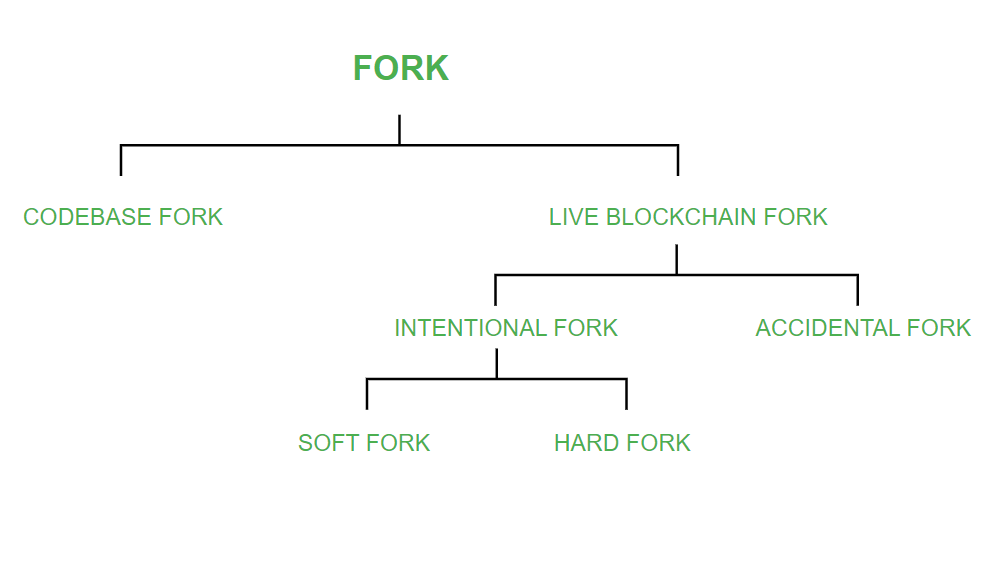 FORK
CODEBASE FORK
LIVE BLOCKCHAIN FORK
INTENTIONAL FORK
ACCIDENTAL FORK
SOFT FORK
HARD FORK